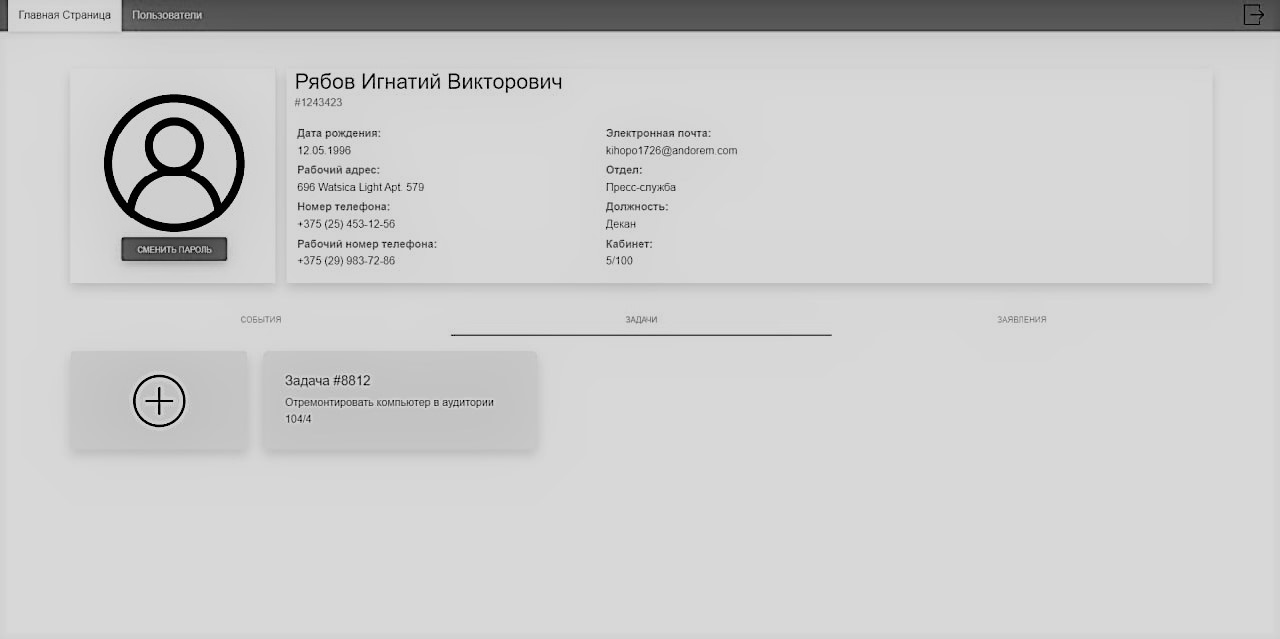 Главная Страница
Пользователи
Рябов Игнатий Викторович
#1243423
Дата рождения:
12.05.1996
Рабочий адрес:
696 Watsica Light Apt. 579
Номер телефона:
+375 (25) 453-12-56
Рабочий номер телефона:
+375 (29) 983-72-86
Электронная почта:
kihopo1726@andorem.com
Отдел:
Пресс-служба
Должность:
Декан
Кабинет:
5/100
СМЕНИТЬ ПАРОЛЬ
СОБЫТИЯ
ЗАДАЧИ
ЗАЯВЛЕНИЯ
Задача #8812
Отремонтировать компьютер в аудитории
104/4